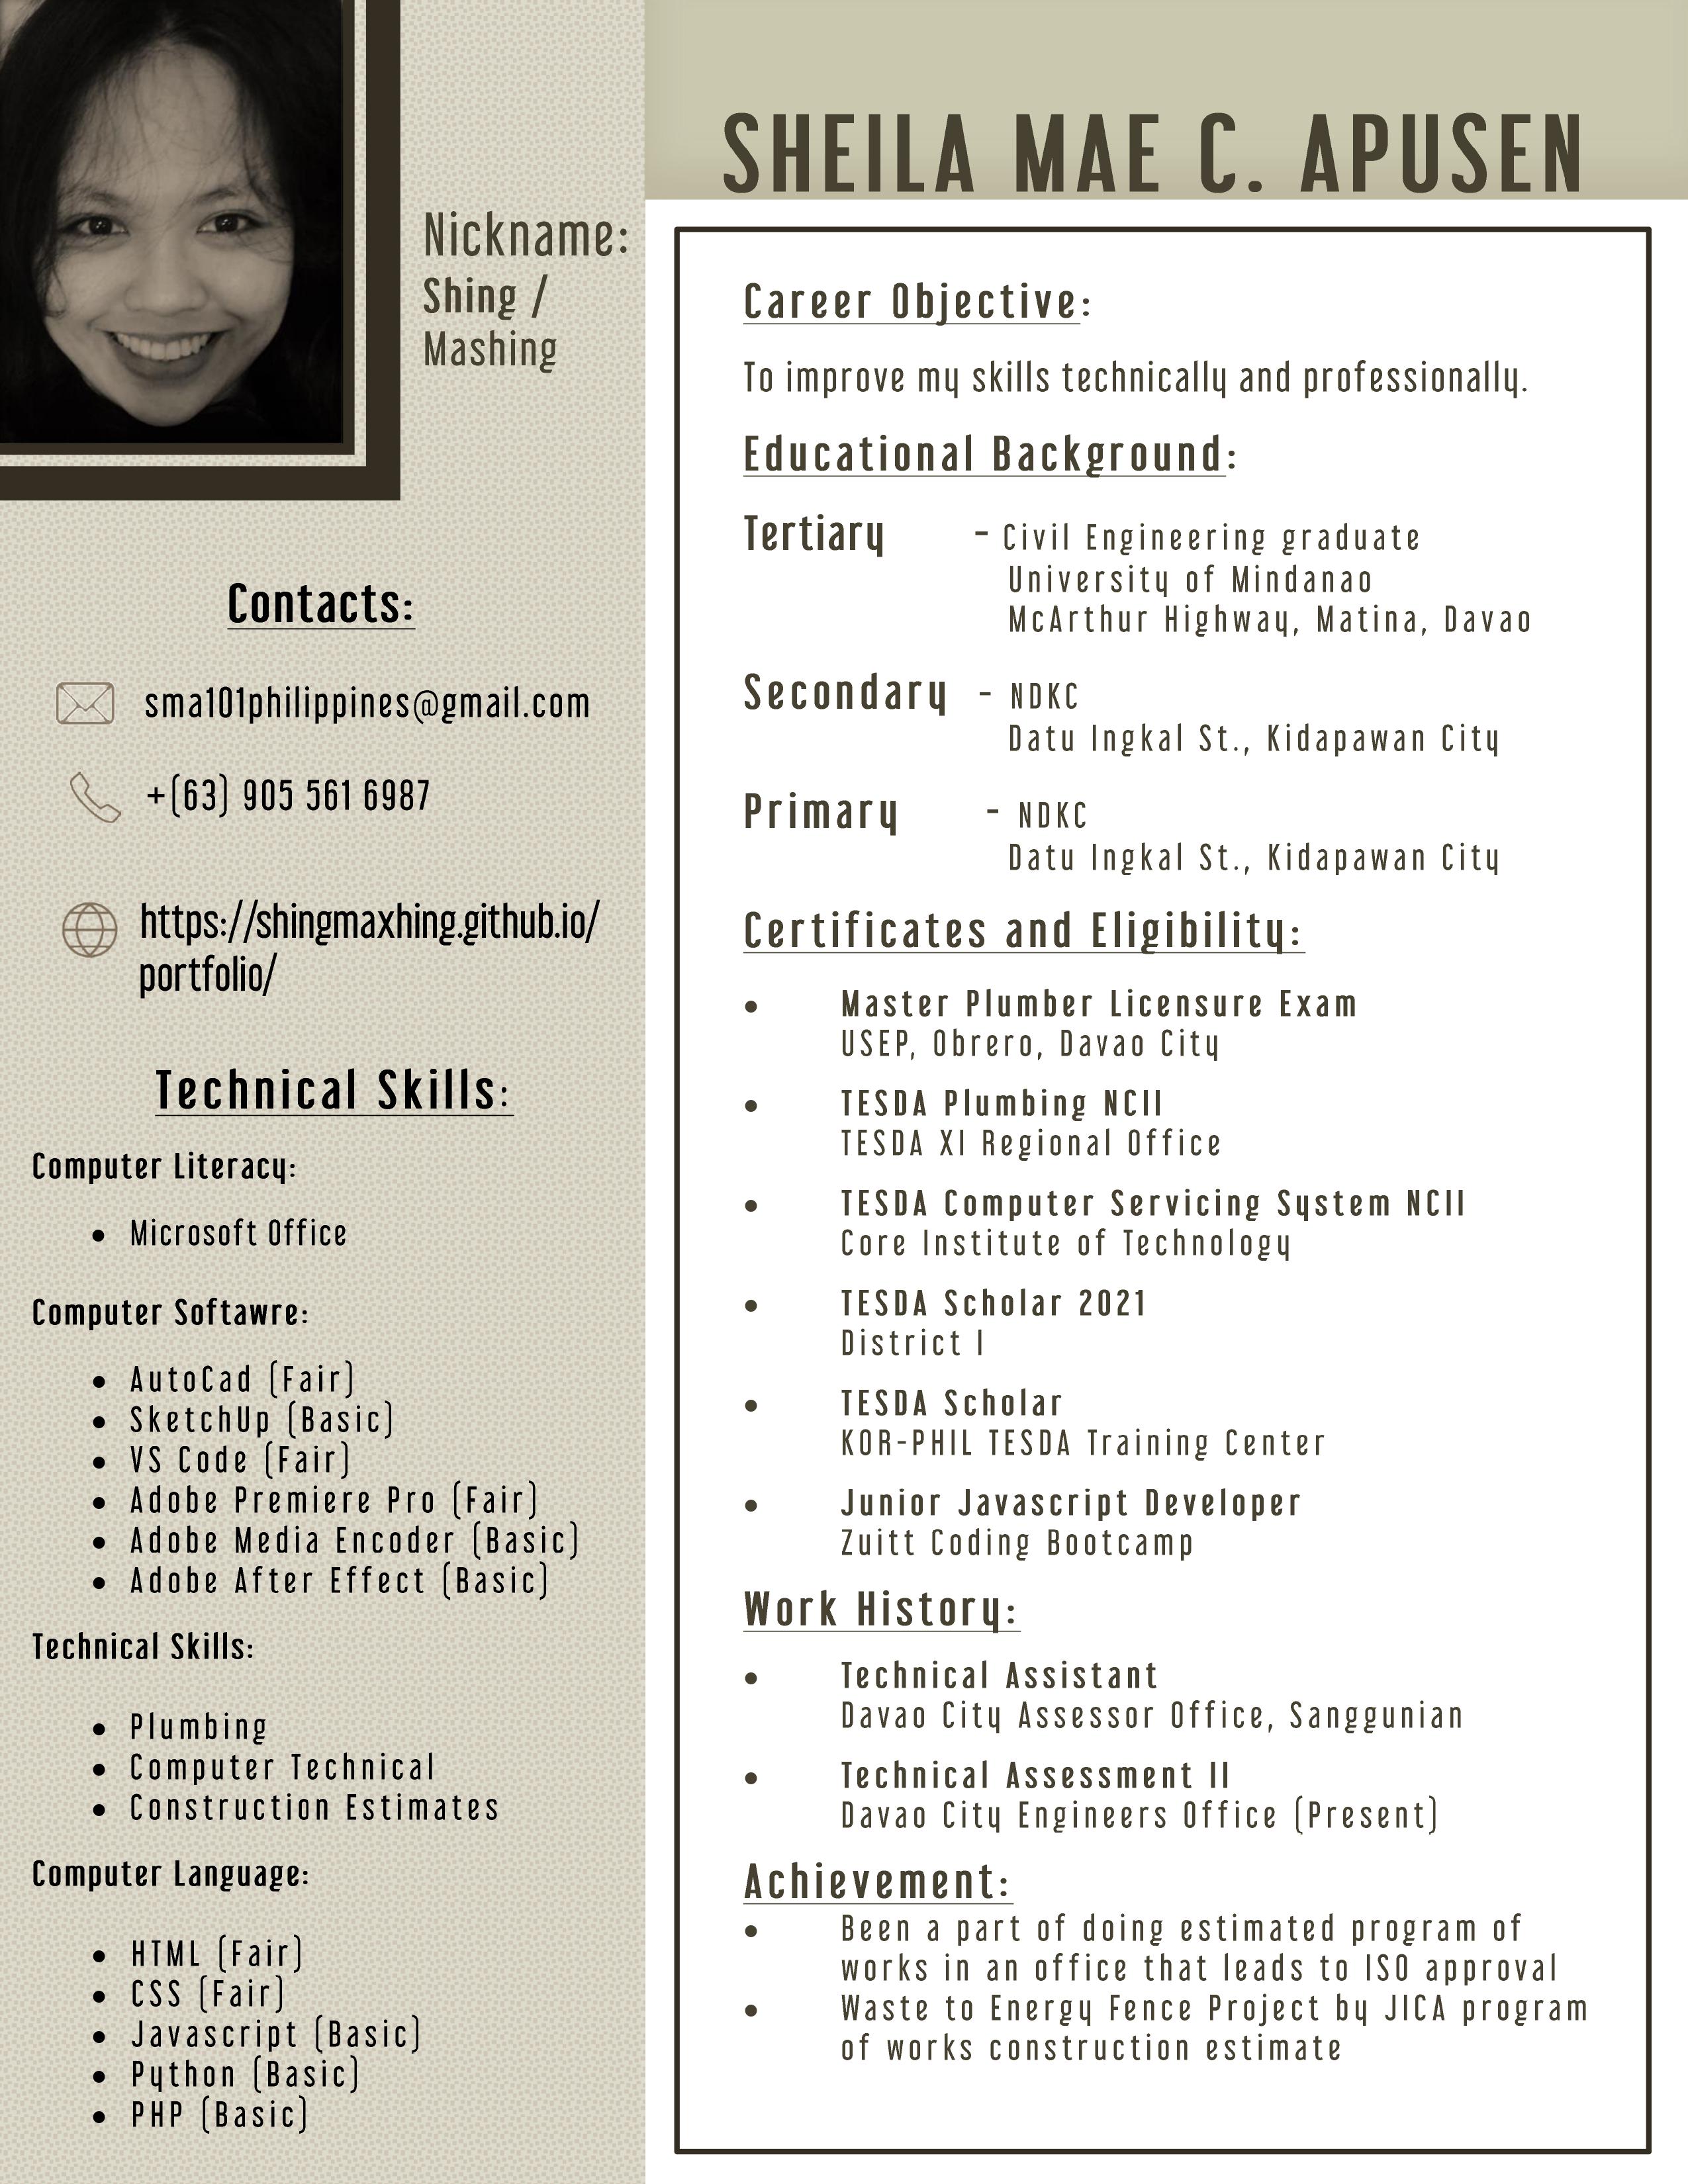 SHEILA MAE C. APUSEN
Nickname:
Shing /
Mashing
Contacts:
sma101philippines@gmail.com
+(63) 905 561 6987
https://shingmaxhing.github.io/
portfolio/
Technical Skills:
Computer Literacy:
• Microsoft Office
Computer Softawre:
• AutoCad (Fair)
• SketchUp (Basic)
• VS Code (Fair)
• Adobe Premiere Pro (Fair)
• Adobe Media Encoder (Basic)
• Adobe After Effect (Basic)
Technical Skills:
• Plumbing
• Computer Technical
• Construction Estimates
Computer Language:
• HTML (Fair)
• CSS (Fair)
• Javascript (Basic)
• Python (Basic)
• PHP (Basic)
Career Objective:
To improve my skills technically and professionally.
Educational Background:
Tertiary - Civil Engineering graduate
University of Mindanao
McArthur Highway, Matina, Davao
Secondary - NDKC
Datu Ingkal St., Kidapawan City
Primary - NDKC
Datu Ingkal St., Kidapawan City
Certificates and Eligibility:
• Master Plumber Licensure Exam
USEP, Obrero, Davao City
• TESDA Plumbing NCII
TESDA XI Regional Office
• TESDA Computer Servicing System NCII
Core Institute of Technology
• TESDA Scholar 2021
District I
• TESDA Scholar
KOR-PHIL TESDA Training Center
• Junior Javascript Developer
Zuitt Coding Bootcamp
Work History:
• Technical Assistant
Davao City Assessor Office, Sanggunian
• Technical Assessment II
Davao City Engineers Office (Present)
Achievement:
• Been a part of doing estimated program of
works in an office that leads to ISO approval
• Waste to Energy Fence Project by JICA program
of works construction estimate